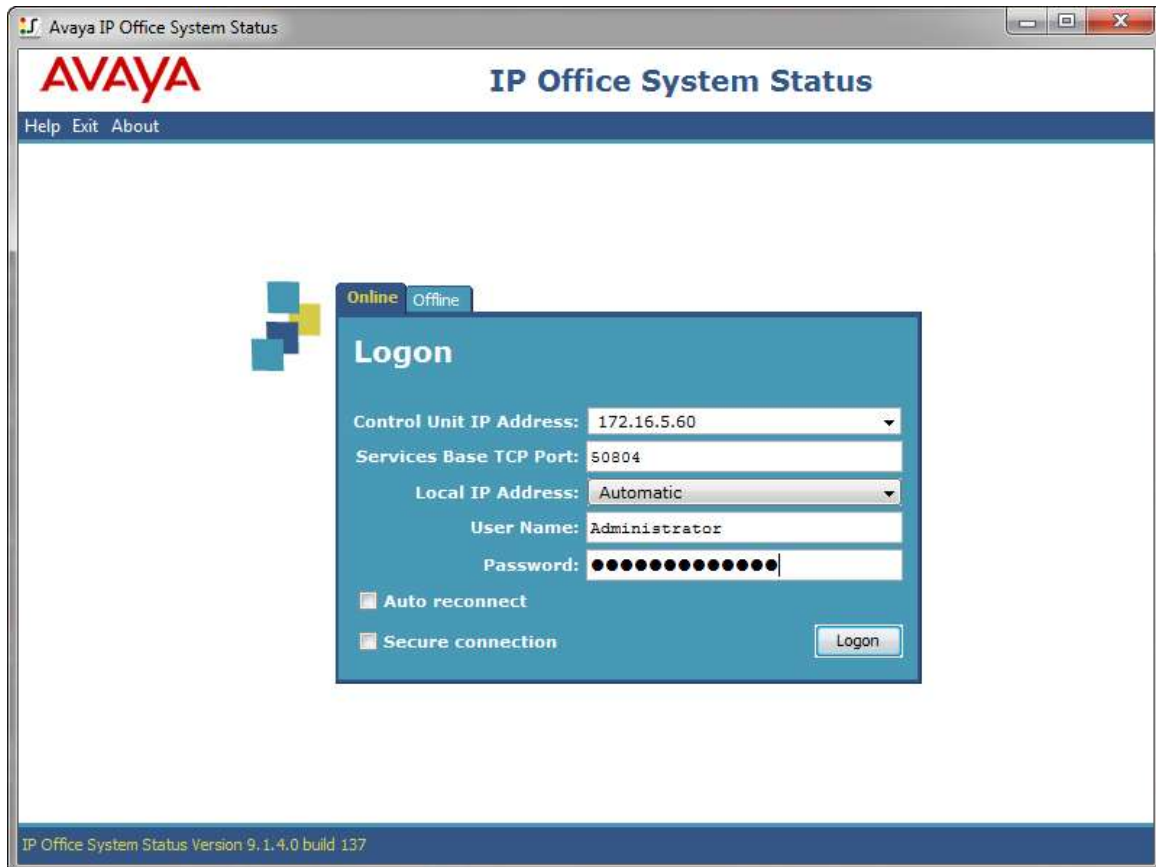 Avaya IP Office System Status
AVAYA
IP Office System Status
Help Exit About
Online Offline
Logon
Control Unit IP Address: 172.16.5.60
Services Base TCP Port: 50804
Local IP Address: Automatic
User Name: Administrator
Password: ●●●●●●●●●●●●●
Auto reconnect
Secure connection
Logon
IP Office System Status Version 9.1.4.0 build 137